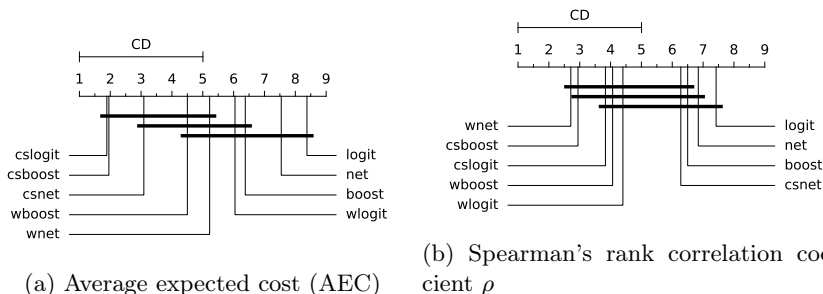 CD
1 2 3 4 5 6 7 8 9
cslogit
csboost
csnet
wboost
wnet
logit
net
boost
wlogit
(a) Average expected cost (AEC)
CD
1 2 3 4 5 6 7 8 9
wnet
csboost
cslogit
wboost
wlogit
logit
net
boost
csnet
(b) Spearman's rank correlation
cient ρ